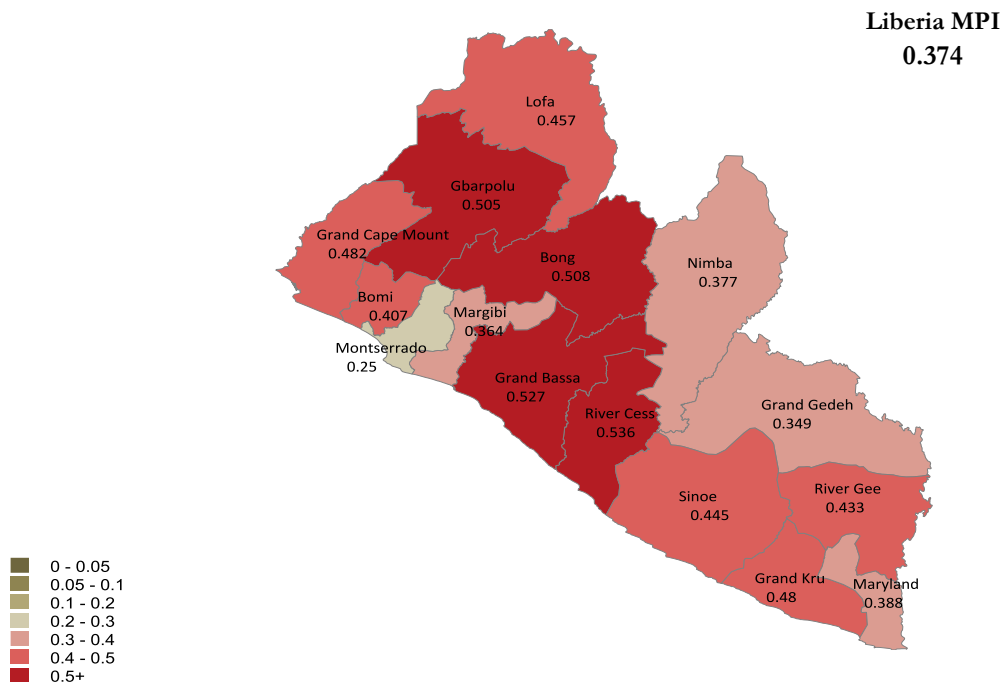 Liberia MPI
0.374
Lofa
0.457
Gbarpolu
0.505
Grand Cape Mount
0.482
Bong
0.508
Nimba
0.377
Bomi
0.407
Margibi
0.364
Montserrado
0.25
Grand Bassa
0.527
River Cess
0.536
Grand Gedeh
0.349
Sinoe
0.445
River Gee
0.433
Grand Kru
0.48
Maryland
0.388
0 - 0.05
0.05 - 0.1
0.1 - 0.2
0.2 - 0.3
0.3 - 0.4
0.4 - 0.5
0.5+